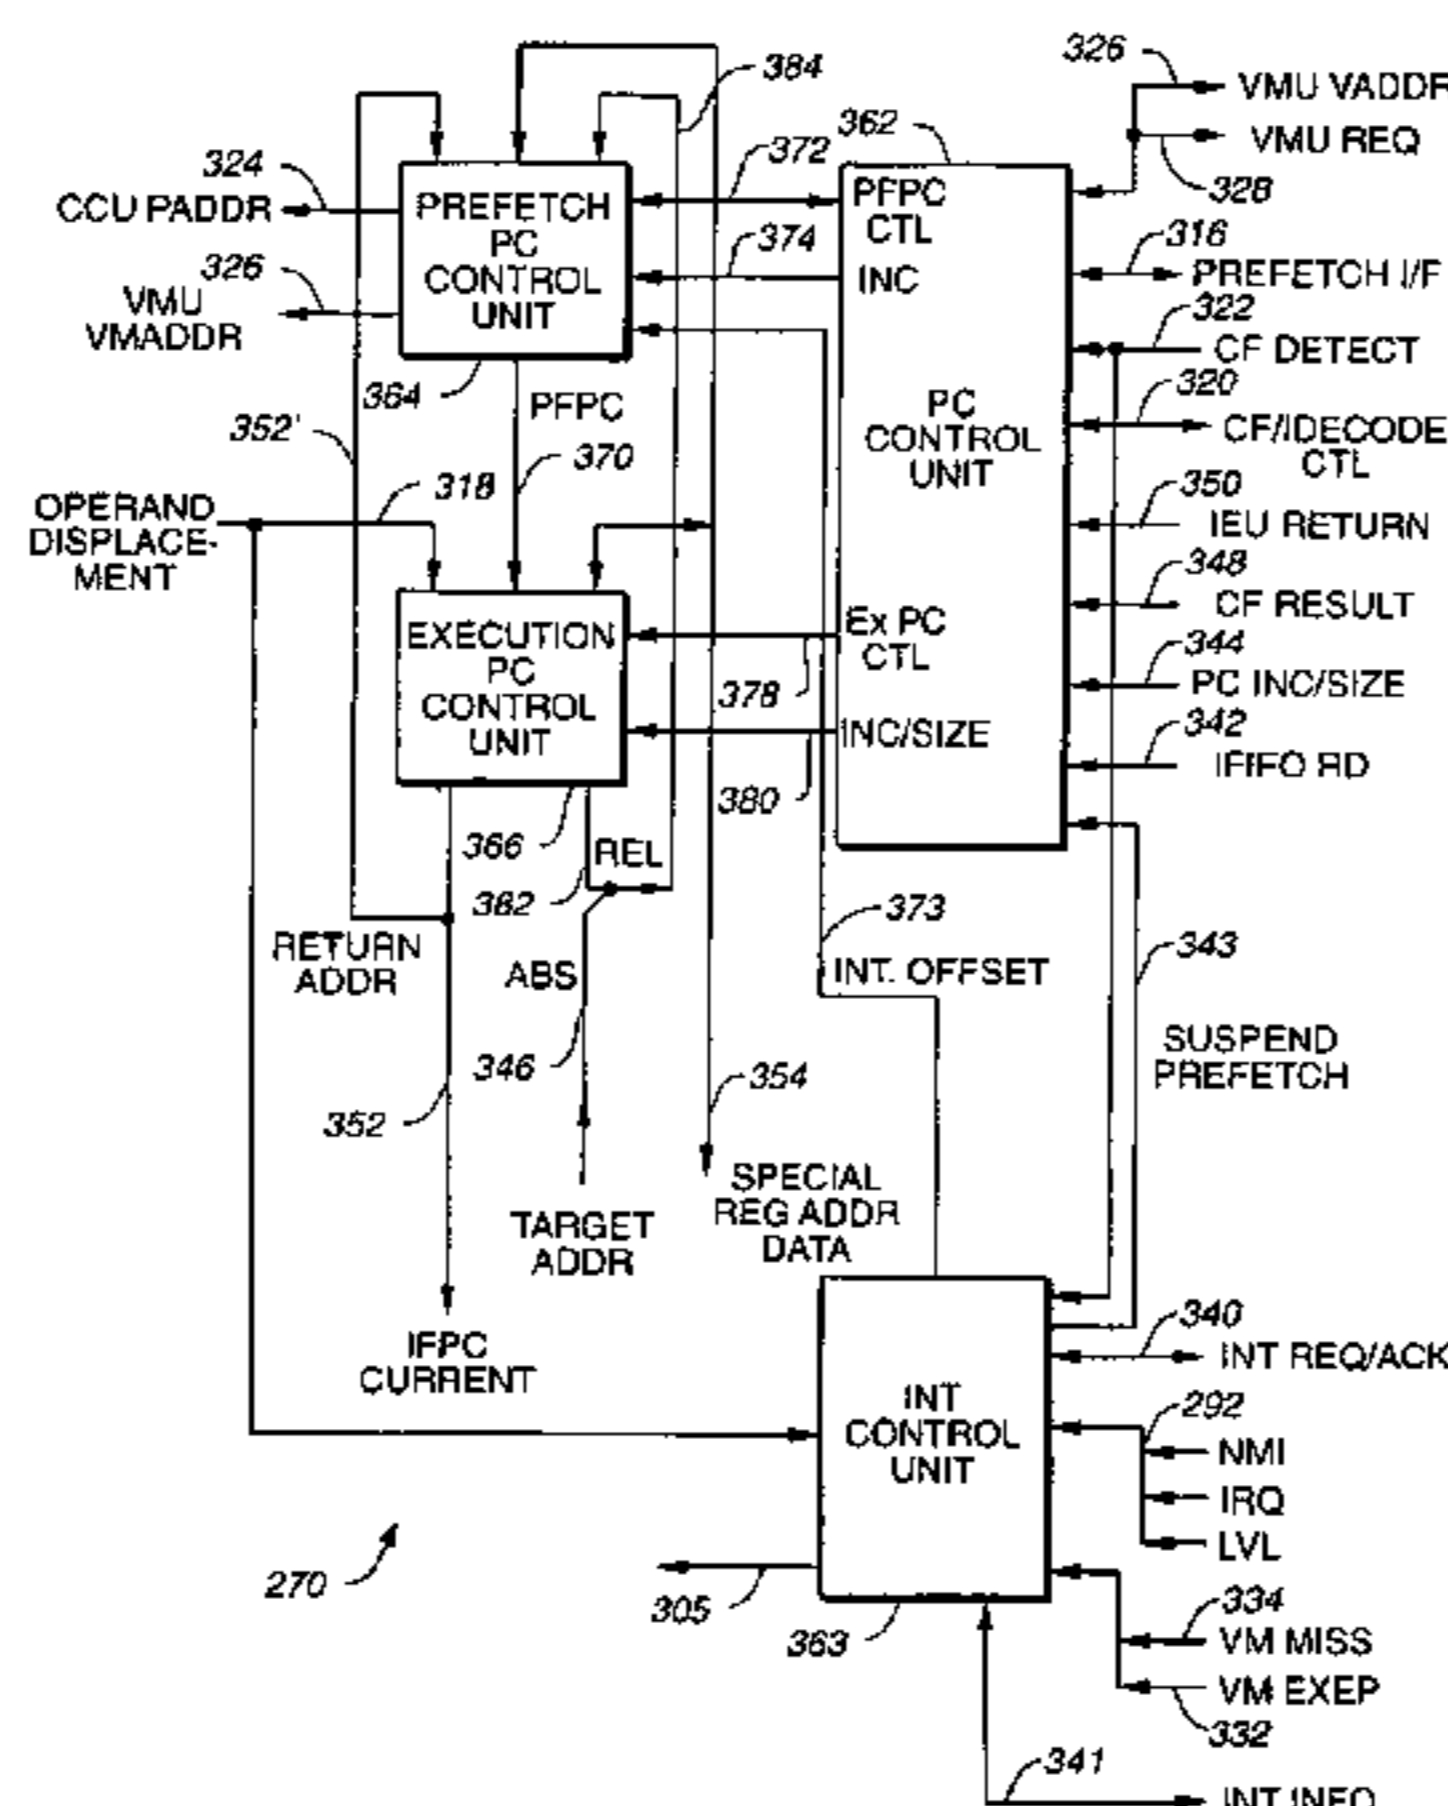 326
VMU VADDR
384
362
VMU REQ
324
372
328
CCU PADDR
PREFETCH
PC
CONTROL
UNIT
PFPC
CTL
374
316
326
INC
PREFETCH I/F
VMU
VMADDR
322
CF DETECT
364
PFPC
PC
CONTROL
UNIT
320
352'
370
CF/IDECODE
CTL
318
350
OPERAND
DISPLACE-
MENT
IEU RETURN
348
EXECUTION
PC
CONTROL
UNIT
Ex PC
CTL
CF RESULT
344
378
PC INC/SIZE
INC/SIZE
342
380
IFIFO RD
366
REL
382
373
RETURN
ADDR
ABS
INT. OFFSET
343
346
354
SUSPEND
PREFETCH
352
SPECIAL
REG ADDR
DATA
TARGET
ADDR
340
IFPC
CURRENT
INT REQ/ACK
INT
CONTROL
UNIT
292
NMI
IRQ
LVL
270
305
363
334
VM MISS
VM EXEP
332
341
INT INFO